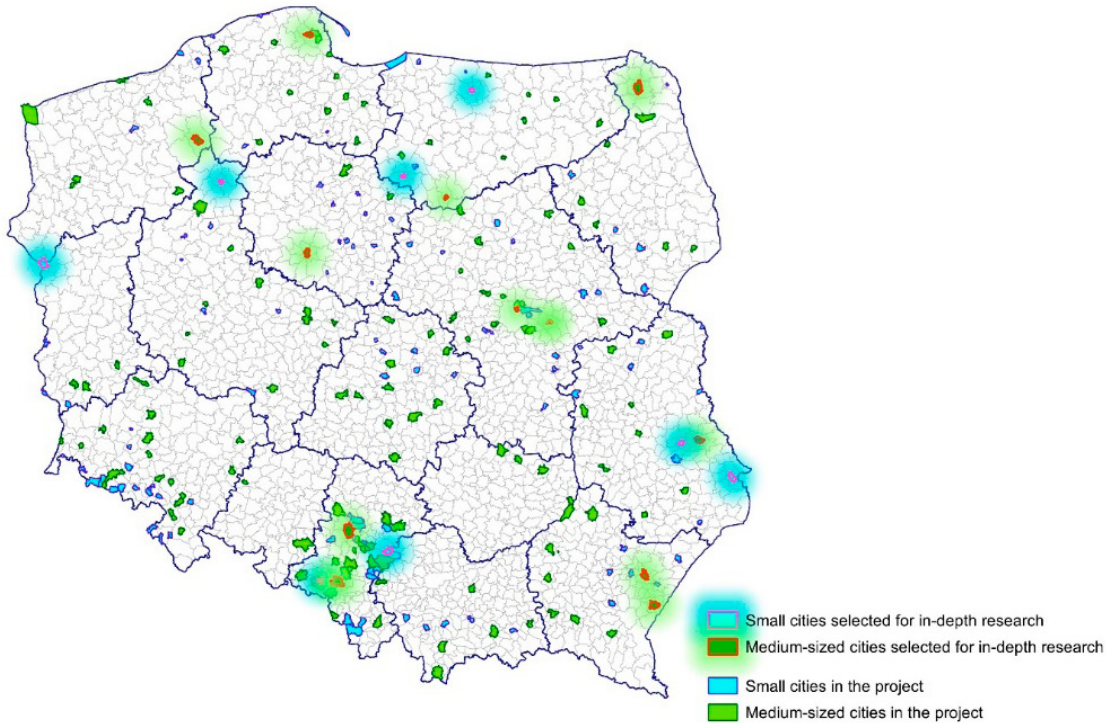 Small cities selected for in-depth research
Medium-sized cities selected for in-depth research
Small cities in the project
Medium-sized cities in the project